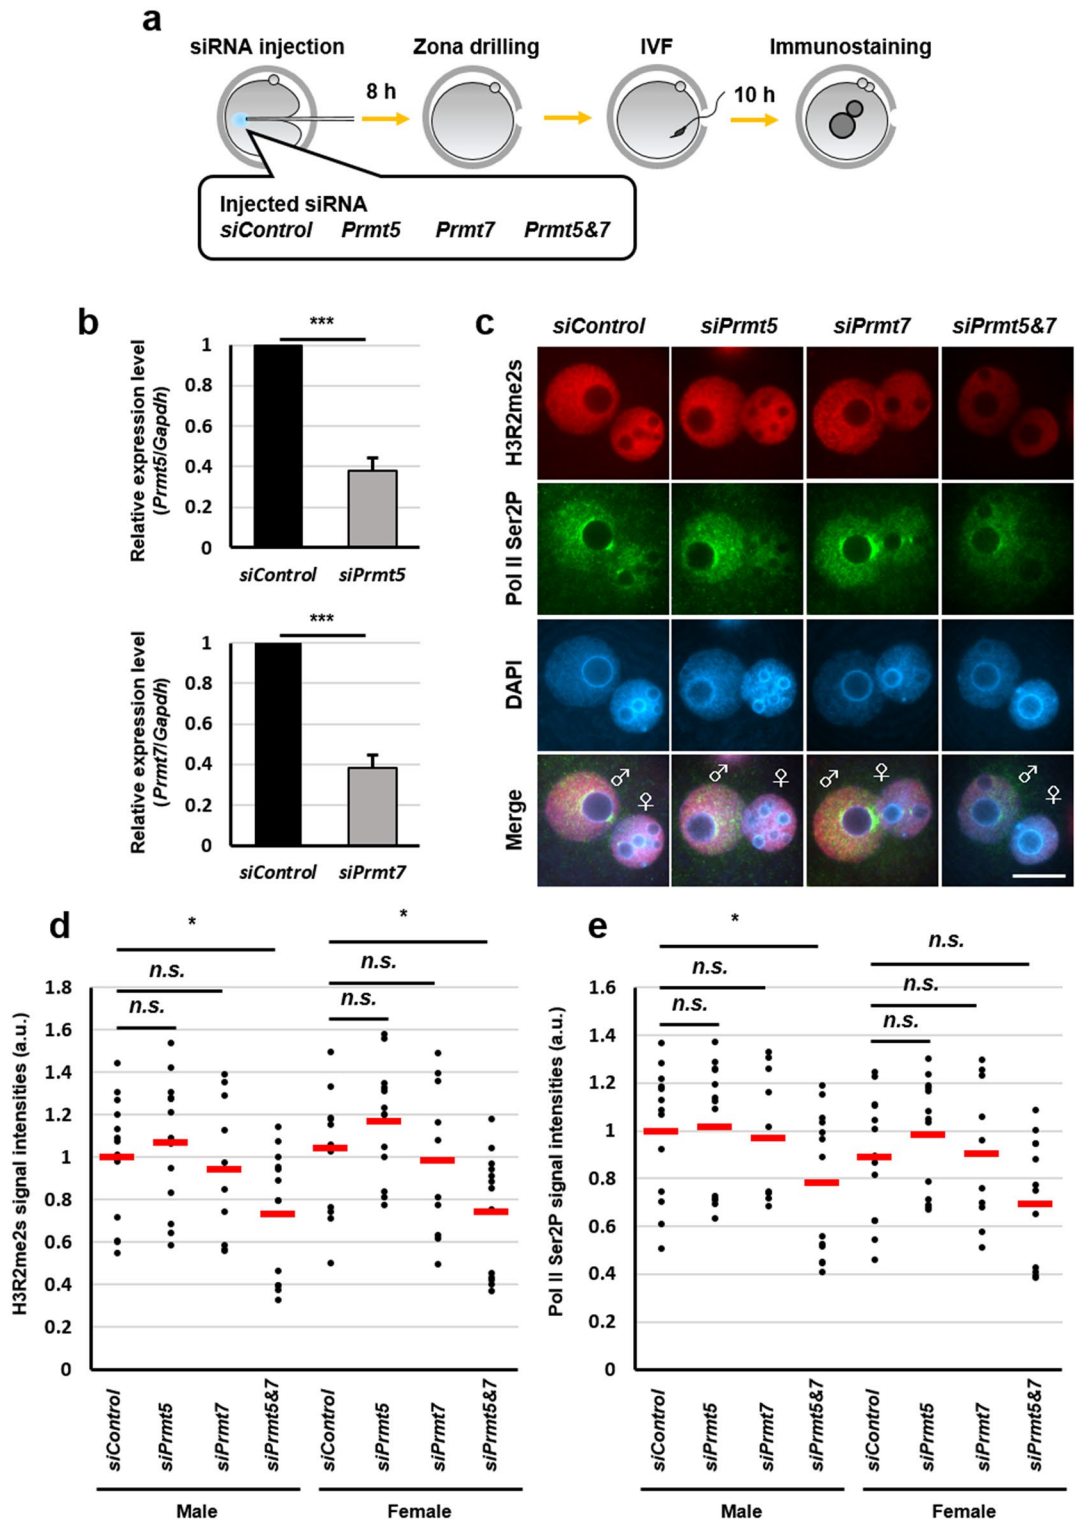 a
siRNA injection
Zona drilling
IVF
Immunostaining
8 h
10 h
Injected siRNA
siControl Prmt5 Prmt7 Prmt5&7
b
***
Relative expression level
(Prmt5/Gapdh)
1
0.8
0.6
0.4
0.2
0
siControl siPrmt5
***
Relative expression level
(Prmt7/Gapdh)
1
0.8
0.6
0.4
0.2
0
siControl siPrmt7
c
siControl siPrmt5 siPrmt7 siPrmt5&7
H3R2me2s
Pol II Ser2P
DAPI
Merge
♂ ♀ ♂ ♀ ♂ ♀ ♂ ♀
d
* *
n.s. n.s.
n.s. n.s.
H3R2me2s signal intensities (a.u.)
1.8
1.6
1.4
1.2
1
0.8
0.6
0.4
0.2
0
siControl siPrmt5 siPrmt7 siPrmt5&7 siControl siPrmt5 siPrmt7 siPrmt5&7
Male Female
e
* n.s.
n.s. n.s.
n.s. n.s.
Pol II Ser2P signal intensities (a.u.)
1.6
1.4
1.2
1
0.8
0.6
0.4
0.2
0
siControl siPrmt5 siPrmt7 siPrmt5&7 siControl siPrmt5 siPrmt7 siPrmt5&7
Male Female